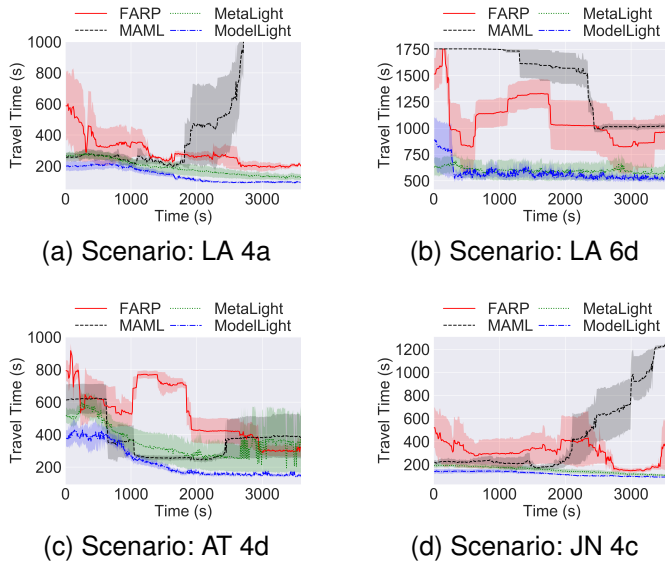 FARP MetaLight
MAML ModelLight
1000
800
600
400
200
Travel Time (s)
0 1000 2000 3000
Time (s)
(a) Scenario: LA 4a
FARP MetaLight
MAML ModelLight
1750
1500
1250
1000
750
500
Travel Time (s)
0 1000 2000 3000
Time (s)
(b) Scenario: LA 6d
FARP MetaLight
MAML ModelLight
1000
800
600
400
200
Travel Time (s)
0 1000 2000 3000
Time (s)
(c) Scenario: AT 4d
FARP MetaLight
MAML ModelLight
1200
1000
800
600
400
200
Travel Time (s)
0 1000 2000 3000
Time (s)
(d) Scenario: JN 4c